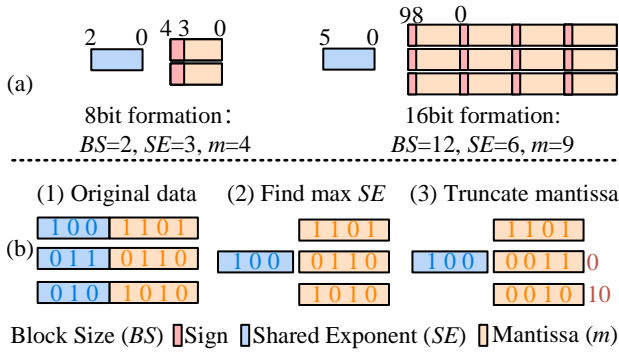 2 0 4 3 0 5 0 98 0
(a)
8bit formation: 16bit formation:
BS=2, SE=3, m=4 BS=12, SE=6, m=9
(1) Original data (2) Find max SE (3) Truncate mantissa
1 0 0 1 1 0 1 1 1 0 1 1 1 0 1
(b) 0 1 1 0 1 1 0 1 0 0 0 1 1 0 1 0 0 0 0 1 1 0
0 1 0 1 0 1 0 1 0 1 0 0 0 1 0 10
Block Size (BS) Sign Shared Exponent (SE) Mantissa (m)